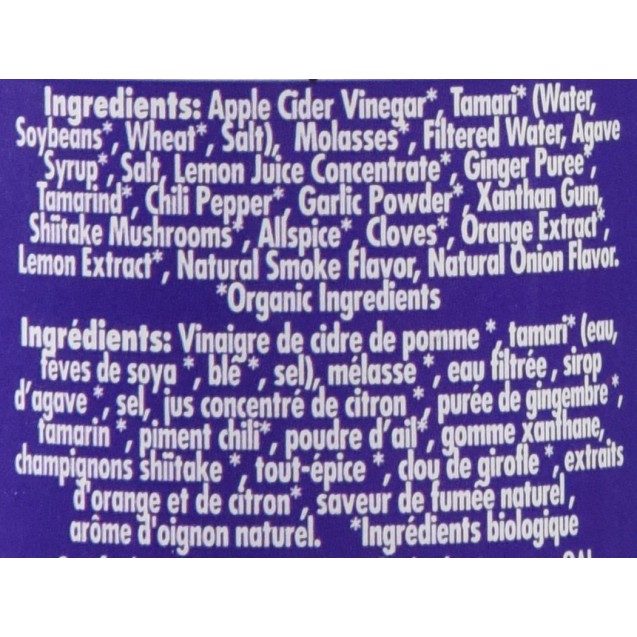 Ingredients: Apple Cider Vinegar*, Tamari* (Water,
Soybeans*, Wheat*, Salt), Molasses*, Filtered Water, Agave
Syrup*, Salt, Lemon Juice Concentrate*, Ginger Puree*,
Tamarind*, Chili Pepper*, Garlic Powder*, Xanthan Gum,
Shiitake Mushrooms*, Allspice*, Cloves*, Orange Extract*,
Lemon Extract*, Natural Smoke Flavor, Natural Onion Flavor.
*Organic Ingredients
Ingrédients: Vinaigre de cidre de pomme *, tamari* (eau,
fèves de soya *, blé *, sel), mélasse *, eau filtrée, sirop
d'agave *, sel, jus concentré de citron *, purée de gingembre *,
tamarin *, piment chili*, poudre d'ail*, gomme xanthane,
champignons shiitake *, tout-épice *, clou de girofle *, extraits
d'orange et de citron*, saveur de fumée naturel,
arôme d'oignon naturel. *Ingrédients biologique